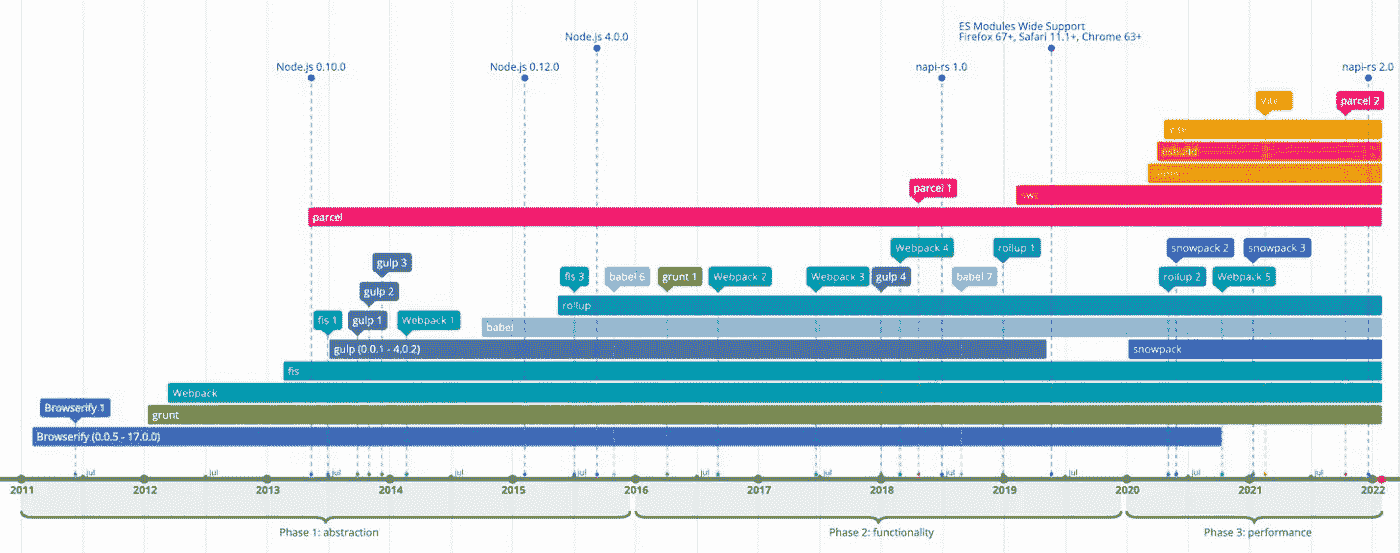 ES Modules Wide Support
Firefox 67+, Safari 11.1+, Chrome 63+
Node.js 4.0.0
Node.js 0.10.0
Node.js 0.12.0
napi-rs 1.0
napi-rs 2.0
parcel 2
parcel 1
parcel
Webpack 4
rollup 1
snowpack 2
snowpack 3
gulp 3
fis 3
babel 6
grunt 1
Webpack 2
Webpack 3
gulp 4
babel 7
rollup 2
Webpack 5
gulp 2
rollup
fis 1
gulp 1
Webpack 1
babel
gulp (0.0.1 - 4.0.2)
snowpack
fis
Webpack
Browserify 1
grunt
Browserify (0.0.5 - 17.0.0)
Jul Jul Jul Jul Jul Jul Jul Jul Jul Jul Jul
2011 2012 2013 2014 2015 2016 2017 2018 2019 2020 2021 2022
Phase 1: abstraction
Phase 2: functionality
Phase 3: performance